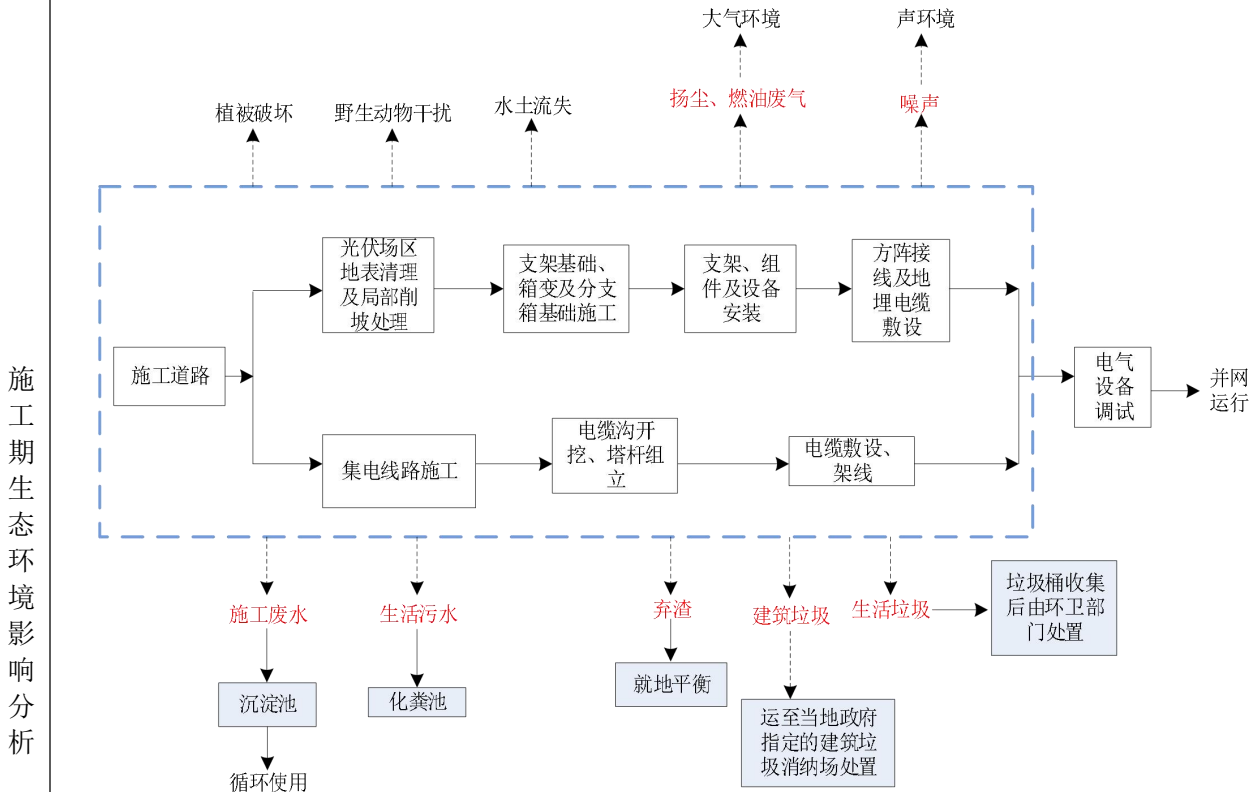 大气环境
声环境
植被破坏
野生动物干扰
水土流失
扬尘、燃油废气
噪声
光伏场区
地表清理
及局部削
坡处理
支架基础、
箱变及分支
箱基础施工
支架、组
件及设备
安装
方阵接
线及地
埋电缆
敷设
施工道路
电气
设备
调试
并网
运行
集电线路施工
电缆沟开
挖、塔杆组
立
电缆敷设、
架线
施工废水
生活污水
弃渣
建筑垃圾
生活垃圾
垃圾桶收集
后由环卫部
门处置
沉淀池
化粪池
就地平衡
运至当地政府
指定的建筑垃
圾消纳场处置
循环使用
施
工
期
生
态
环
境
影
响
分
析